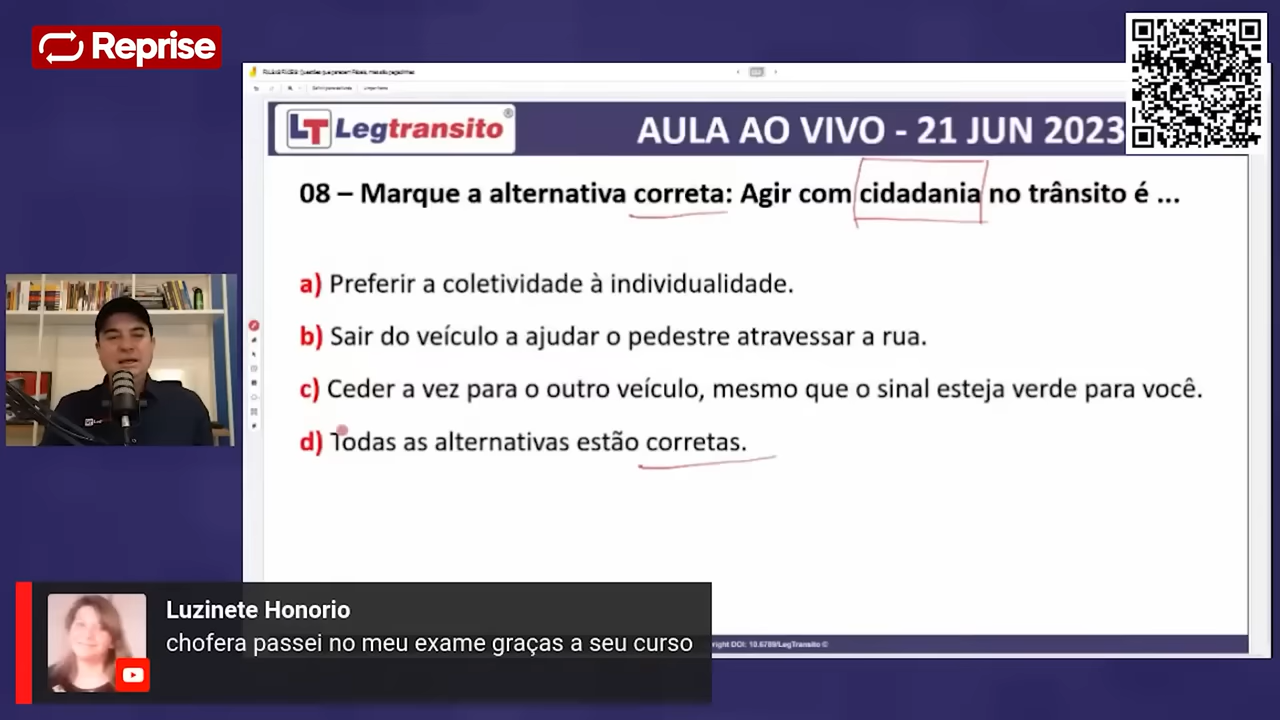 Reprise
LT Legtransito®
AULA AO VIVO - 21 JUN 2023
08 – Marque a alternativa correta: Agir com cidadania no trânsito é ...
a) Preferir a coletividade à individualidade.
b) Sair do veículo a ajudar o pedestre atravessar a rua.
c) Ceder a vez para o outro veículo, mesmo que o sinal esteja verde para você.
d) Todas as alternativas estão corretas.
Luzinete Honorio
chofera passei no meu exame graças a seu curso